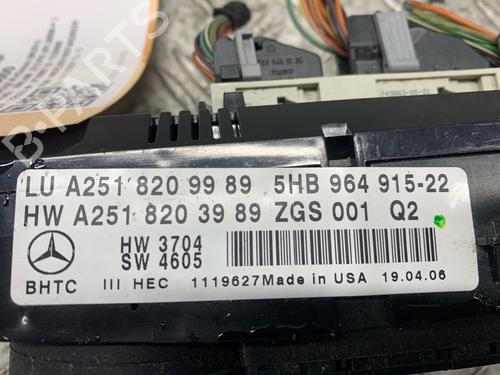 LU A251 820 99 89 5HB 964 915-22
HW A251 820 39 89 ZGS 001 Q2
HW 3704
SW 4605
BHTC III HEC 1119627 Made in USA 19.04.06
B-PARTS